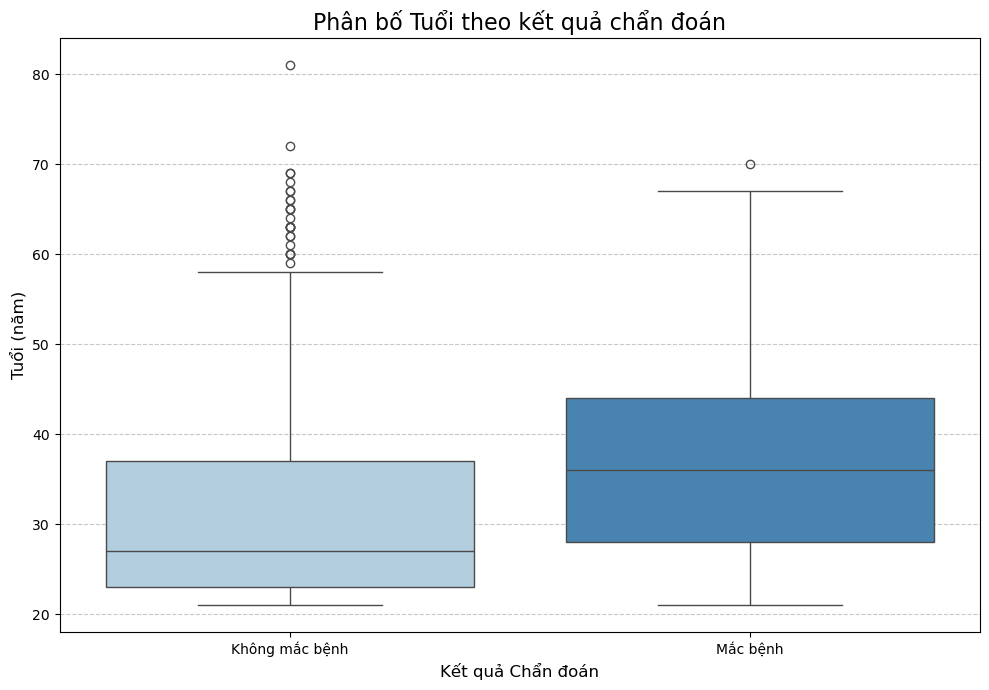 Phân bố Tuổi theo kết quả chẩn đoán
80
70
60
50
40
30
20
Tuổi (năm)
Không mắc bệnh
Mắc bệnh
Kết quả Chẩn đoán